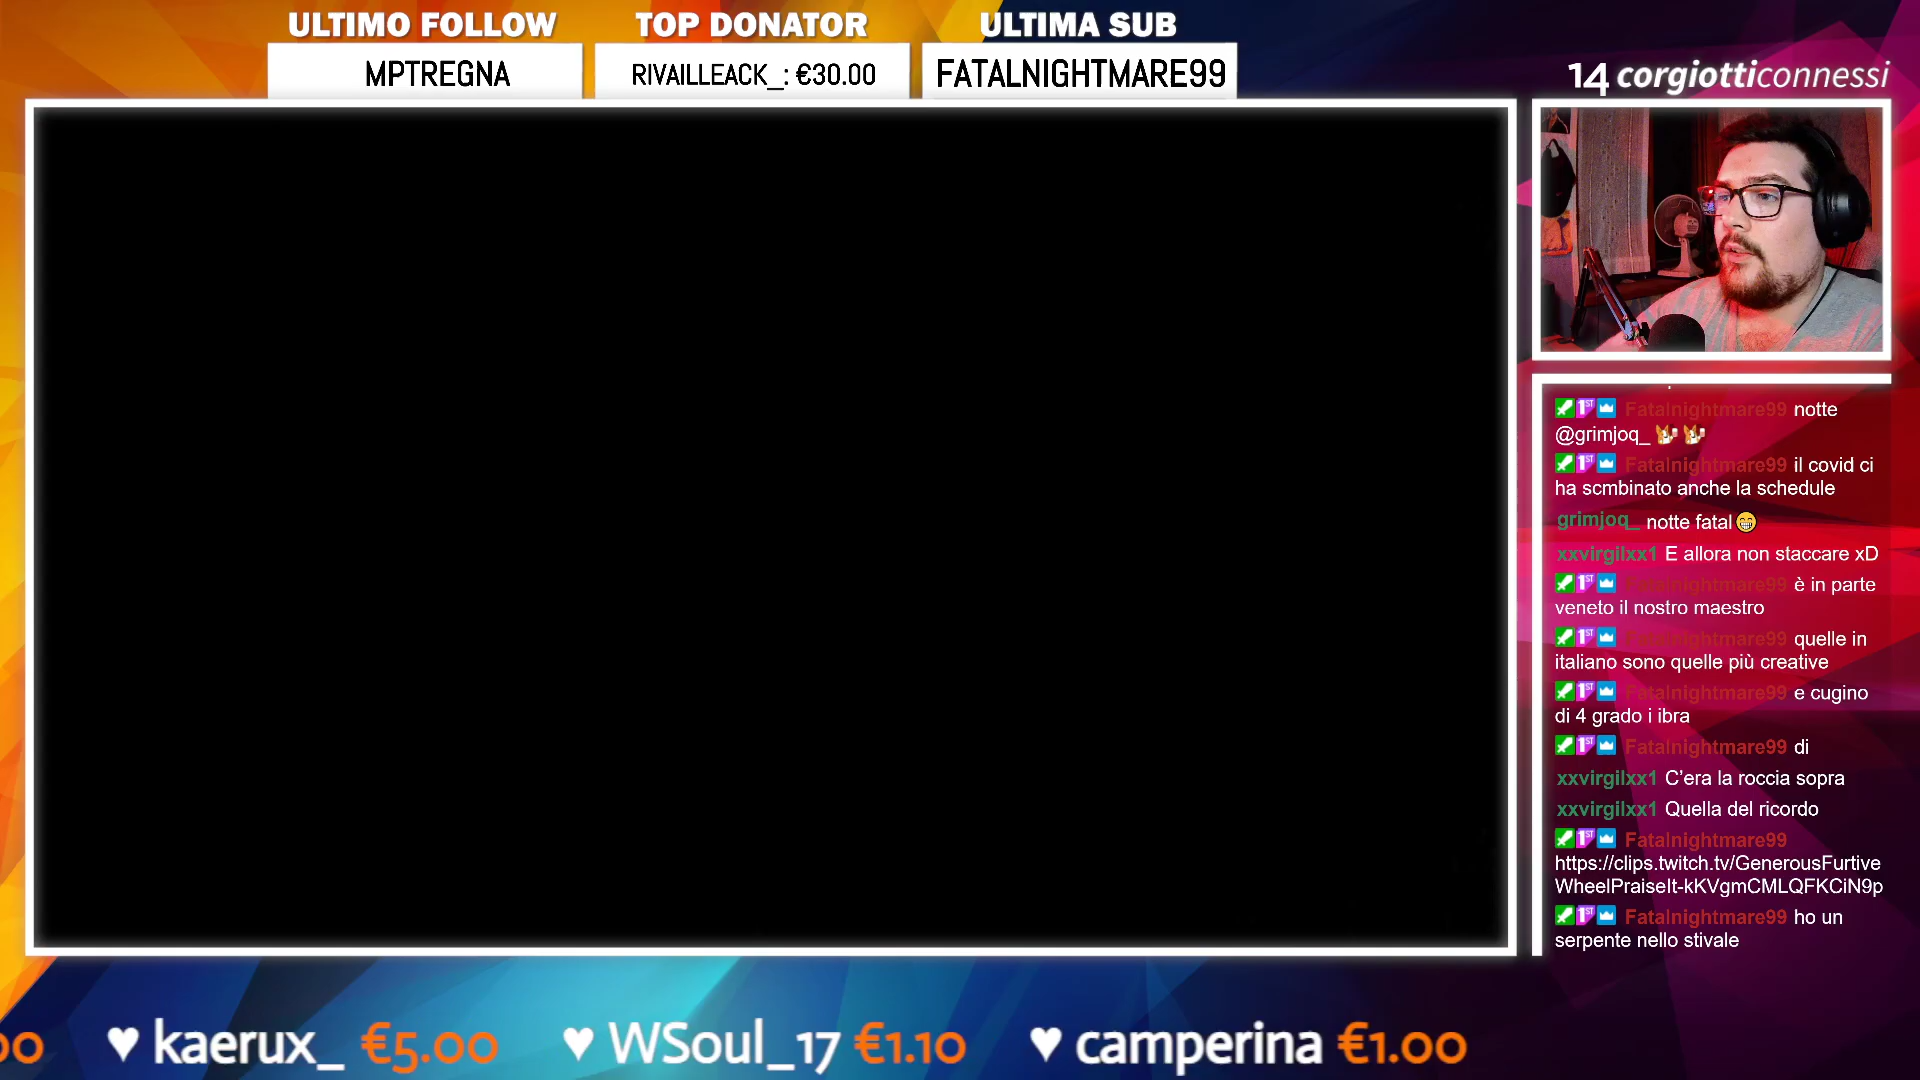 ULTIMO FOLLOW
TOP DONATOR
ULTIMA SUB
MPTREGNA
RIVAILLEACK_: €30.00
FATALNIGHTMARE99
14 corgiotticonnessi
Fatalnightmare99 notte
@grimjoq_
Fatalnightmare99 il covid ci
ha scmbinato anche la schedule
grimjoq_ notte fatal
xxvirgilxx1 E allora non staccare xD
Fatalnightmare99 è in parte
veneto il nostro maestro
Fatalnightmare99 quelle in
italiano sono quelle più creative
Fatalnightmare99 e cugino
di 4 grado i ibra
Fatalnightmare99 di
xxvirgilxx1 C'era la roccia sopra
xxvirgilxx1 Quella del ricordo
Fatalnightmare99
https://clips.twitch.tv/GenerousFurtive
WheelPraiseIt-kKVgmCMLQFKCiN9p
Fatalnightmare99 ho un
serpente nello stivale
00 ♥ kaerux_ €5.00 ♥ WSoul_17 €1.10 ♥ camperina €1.00